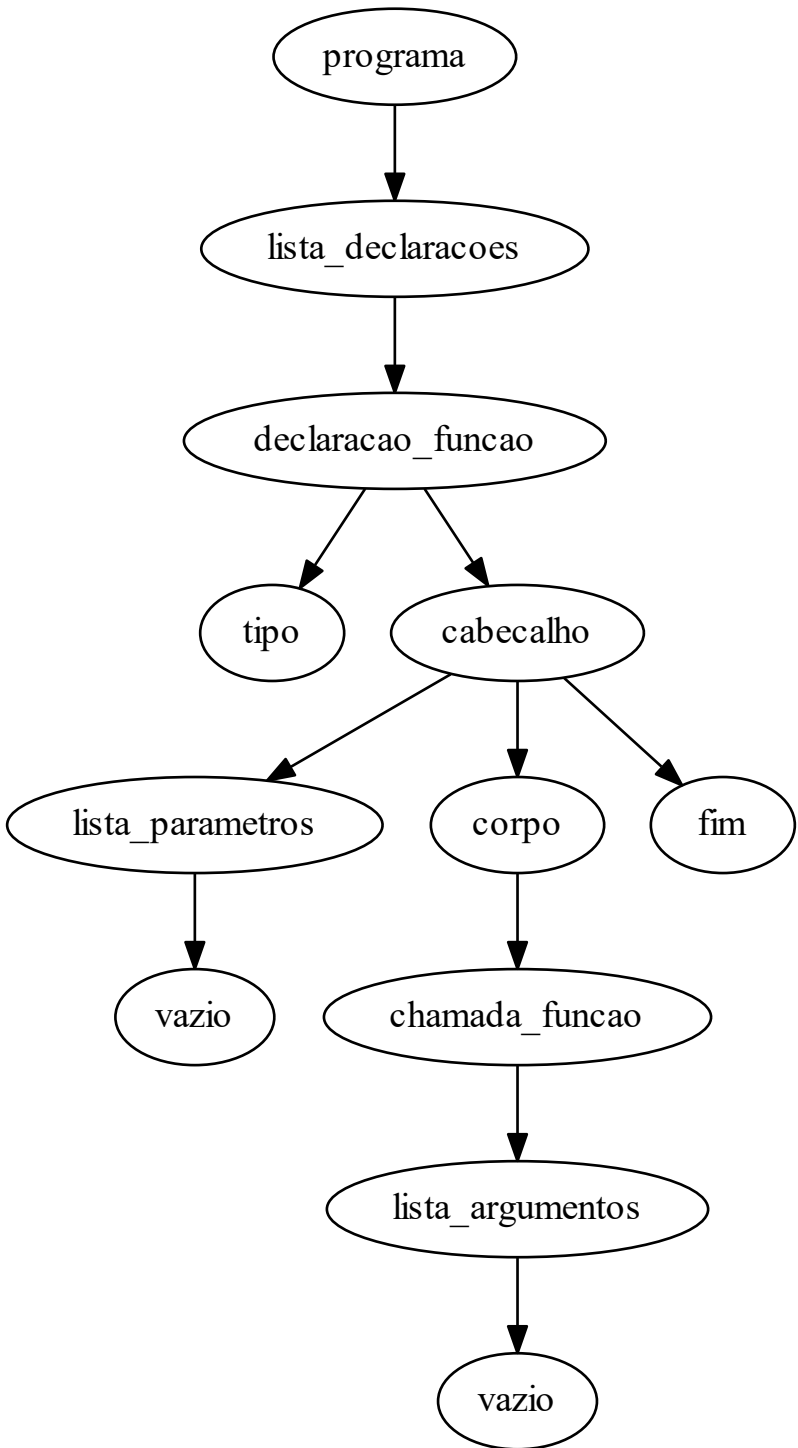 programa
lista_declaracoes
declaracao_funcao
tipo
cabecalho
lista_parametros
corpo
fim
vazio
chamada_funcao
lista_argumentos
vazio